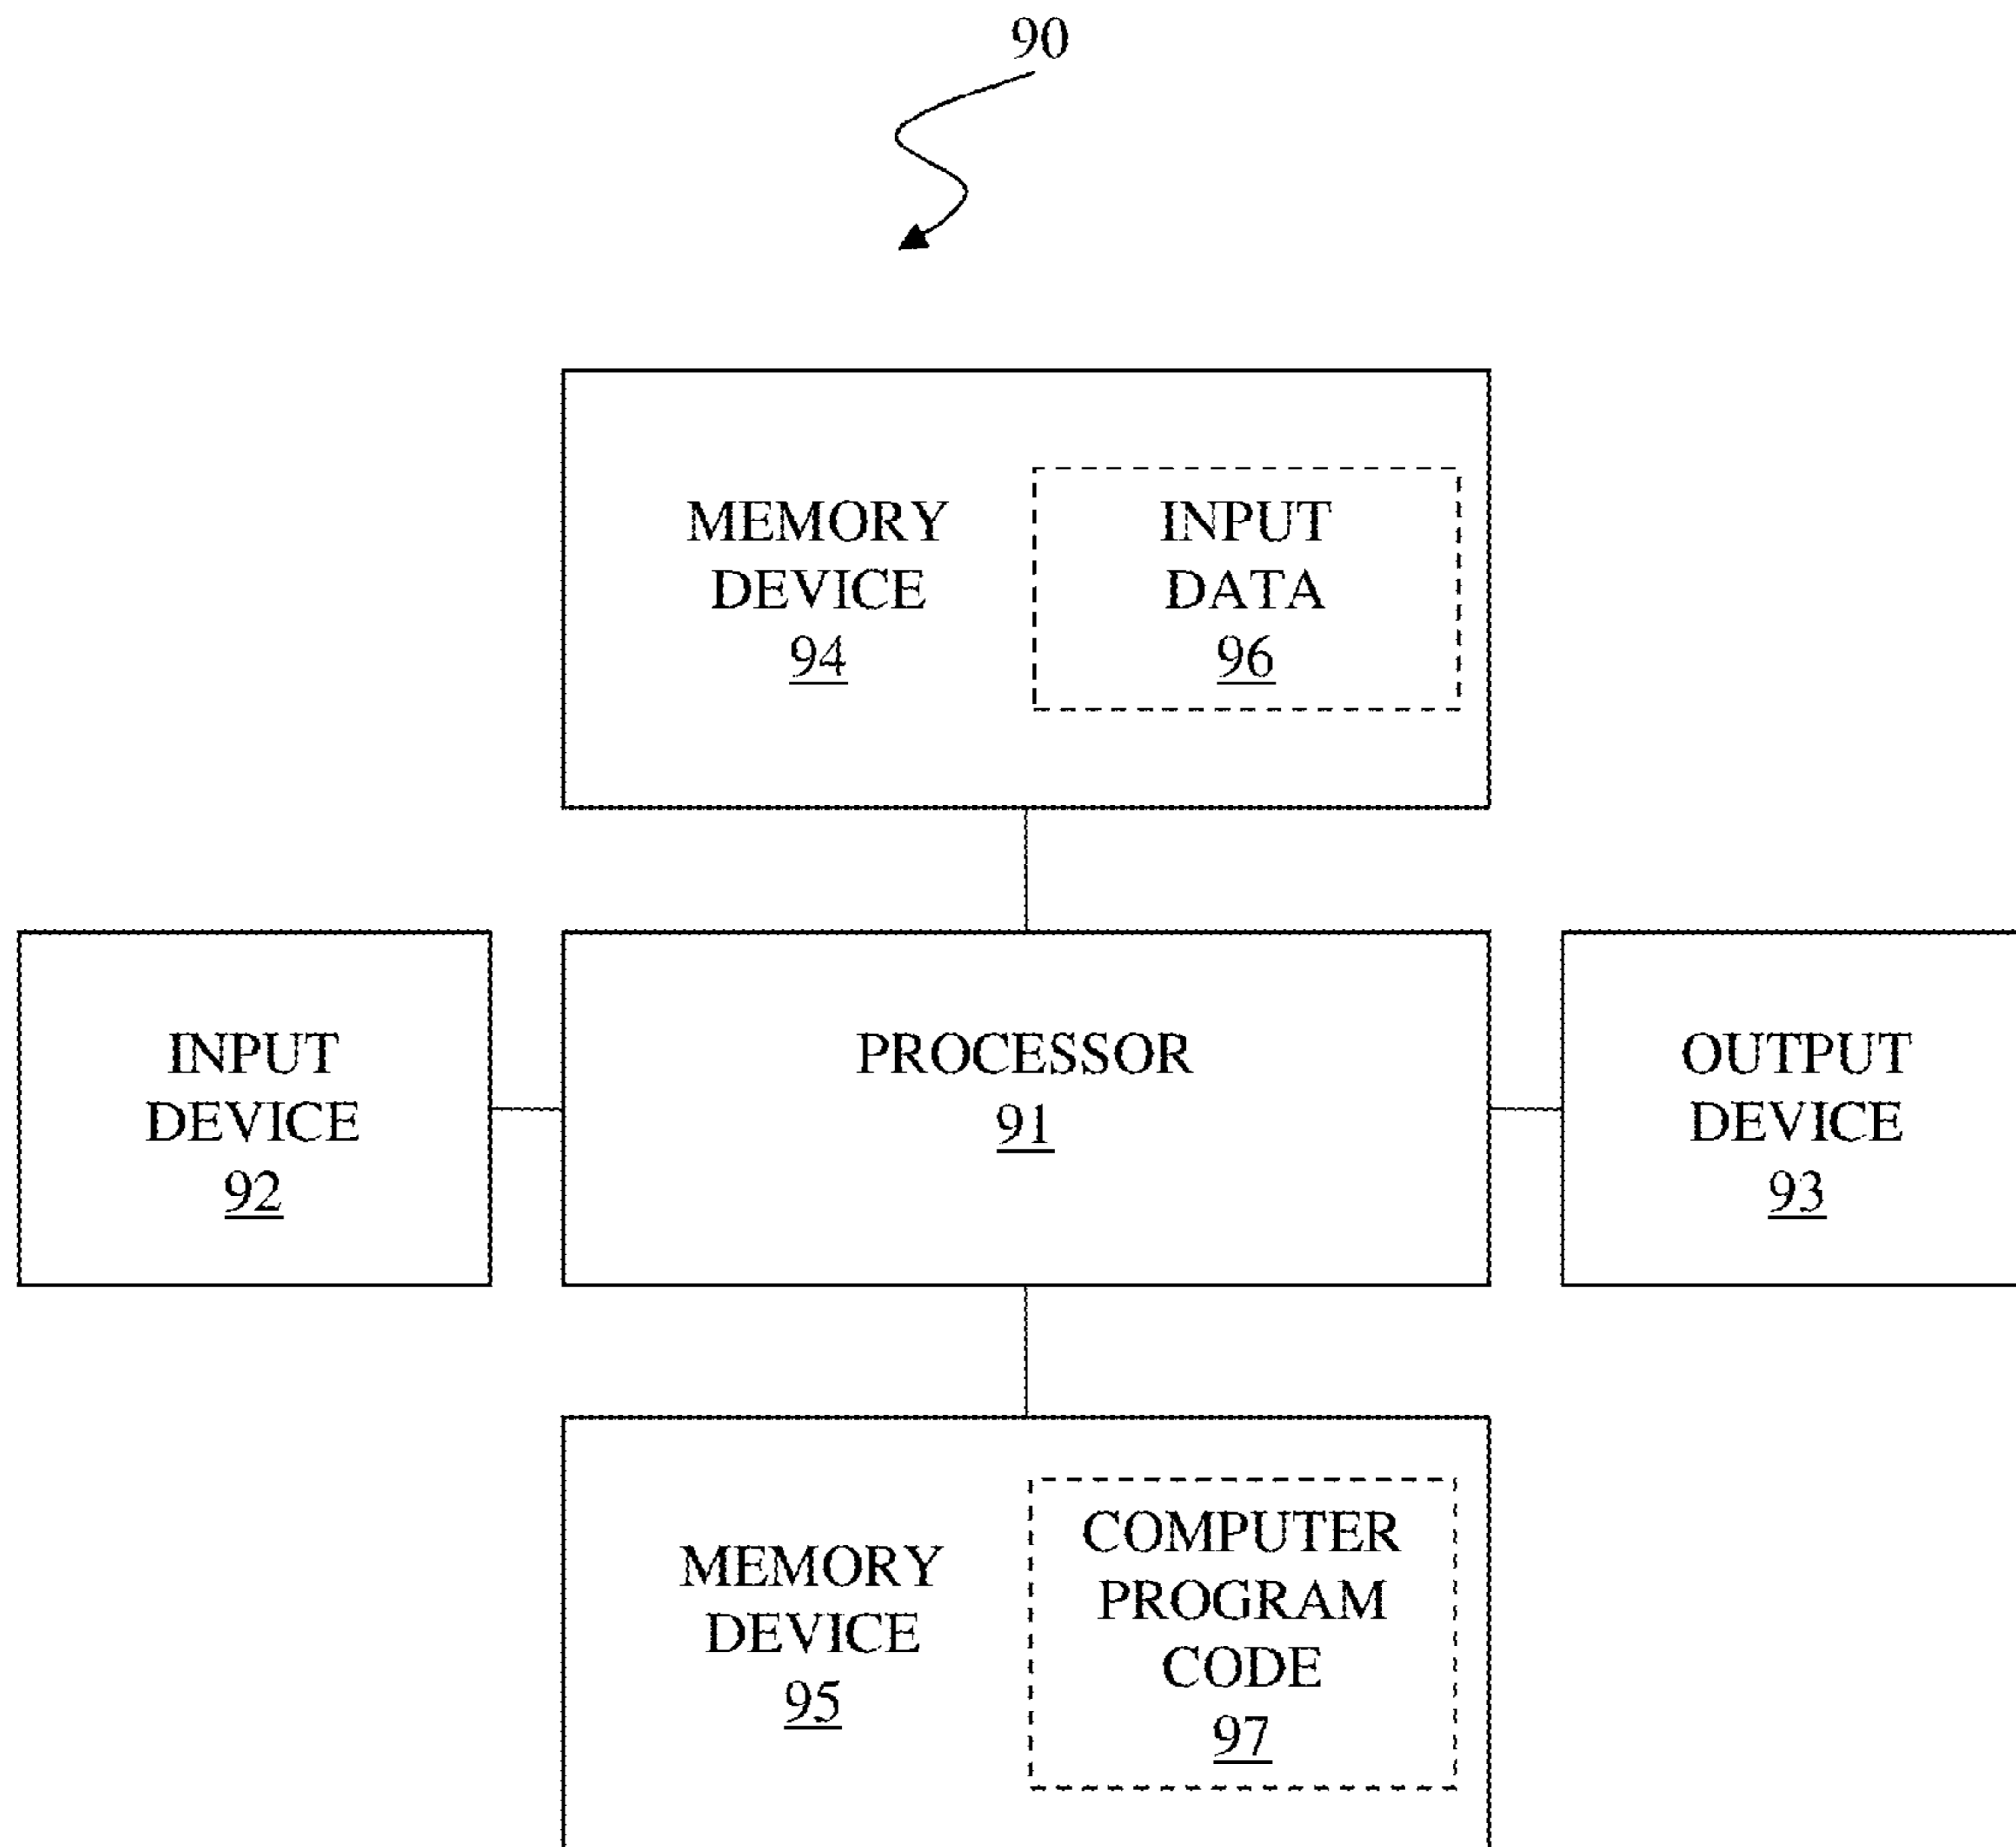 90
MEMORY
DEVICE
94
INPUT
DATA
96
INPUT
DEVICE
92
PROCESSOR
91
OUTPUT
DEVICE
93
MEMORY
DEVICE
95
COMPUTER
PROGRAM
CODE
97